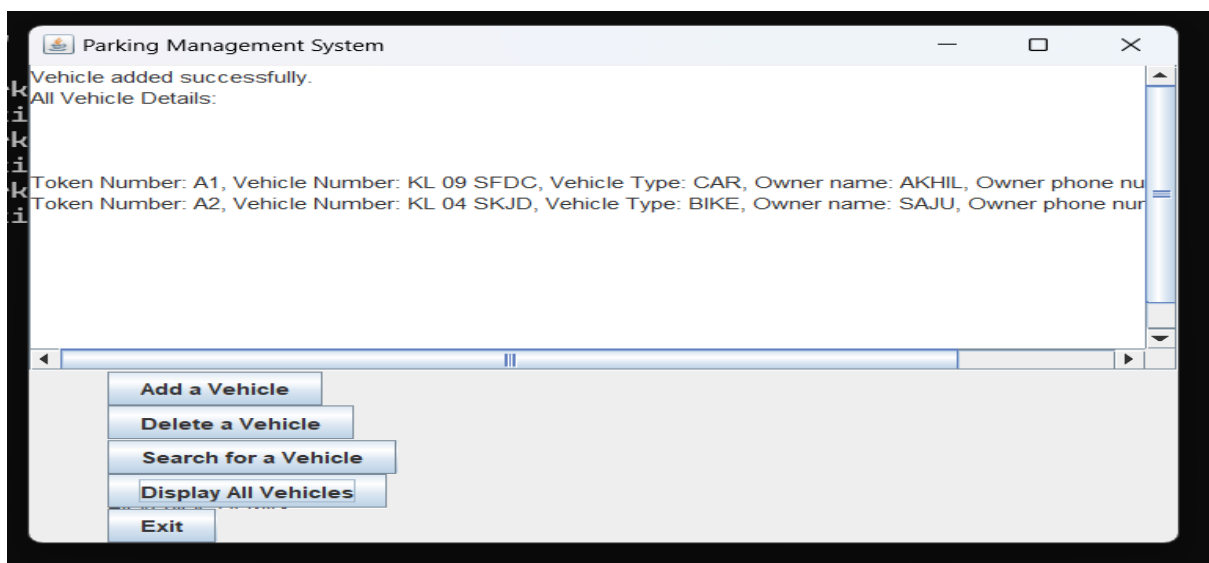 Parking Management System
Vehicle added successfully.
All Vehicle Details:
Token Number: A1, Vehicle Number: KL 09 SFDC, Vehicle Type: CAR, Owner name: AKHIL, Owner phone nu
Token Number: A2, Vehicle Number: KL 04 SKJD, Vehicle Type: BIKE, Owner name: SAJU, Owner phone
Add a Vehicle
Delete a Vehicle
Search for a Vehicle
Display All Vehicles
Exit